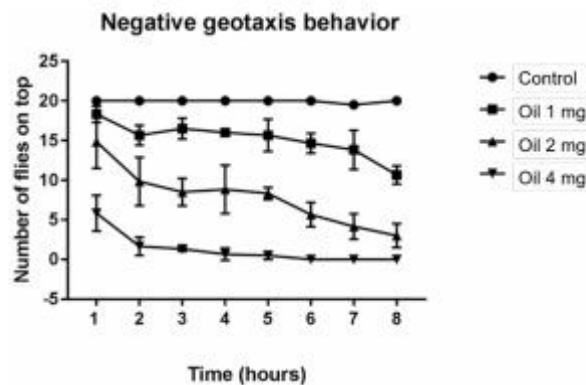 Negative geotaxis behavior
Number of flies on top
25
20
15
10
5
0
-5
1 2 3 4 5 6 7 8
Time (hours)
Control
Oil 1 mg
Oil 2 mg
Oil 4 mg